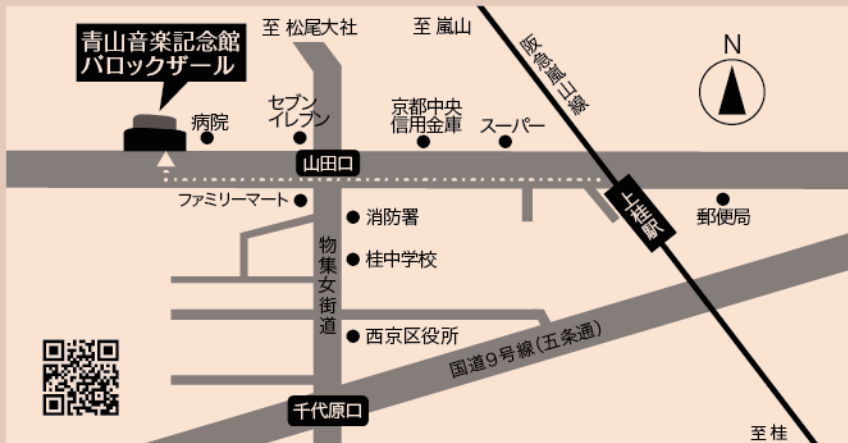 至 松尾大社
至 嵐山
青山音楽記念館
バロックザール
阪急嵐山線
N
病院
セブン
イレブン
京都中央
信用金庫
スーパー
山田口
ファミリーマート
消防署
上桂駅
郵便局
物集女街道
桂中学校
西京区役所
国道9号線(五条通)
千代原口
至 桂